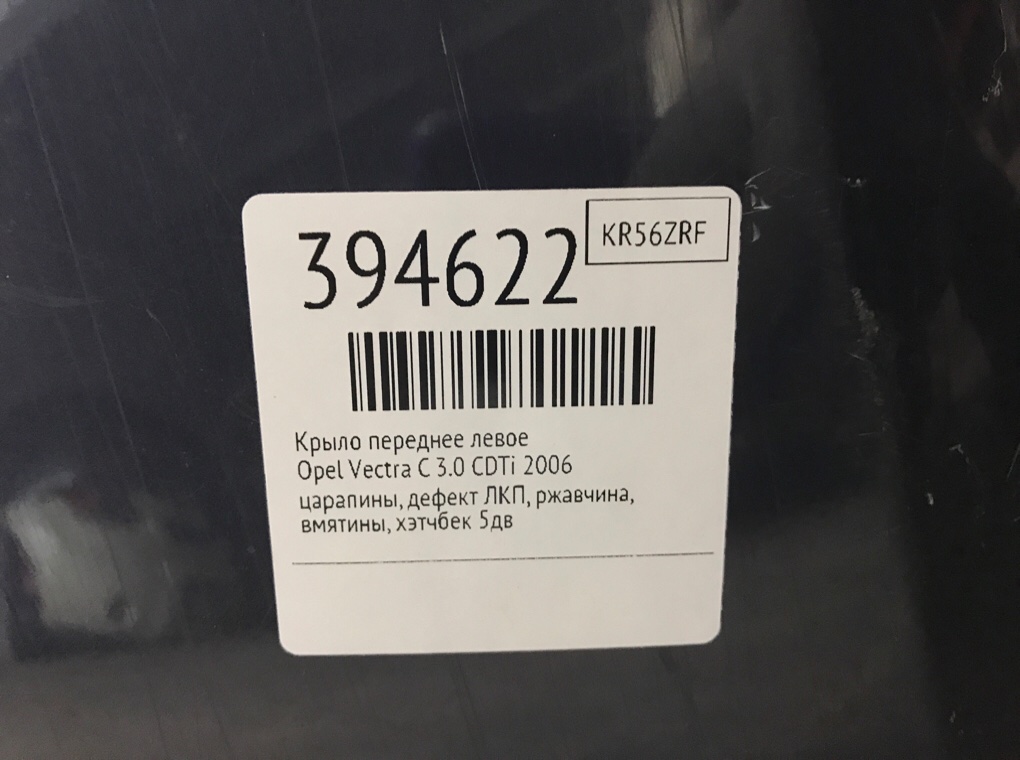 394622
KR56ZRF
Крыло переднее левое
Opel Vectra C 3.0 CDTi 2006
царапины, дефект ЛКП, ржавчина,
вмятины, хэтчбек 5дв